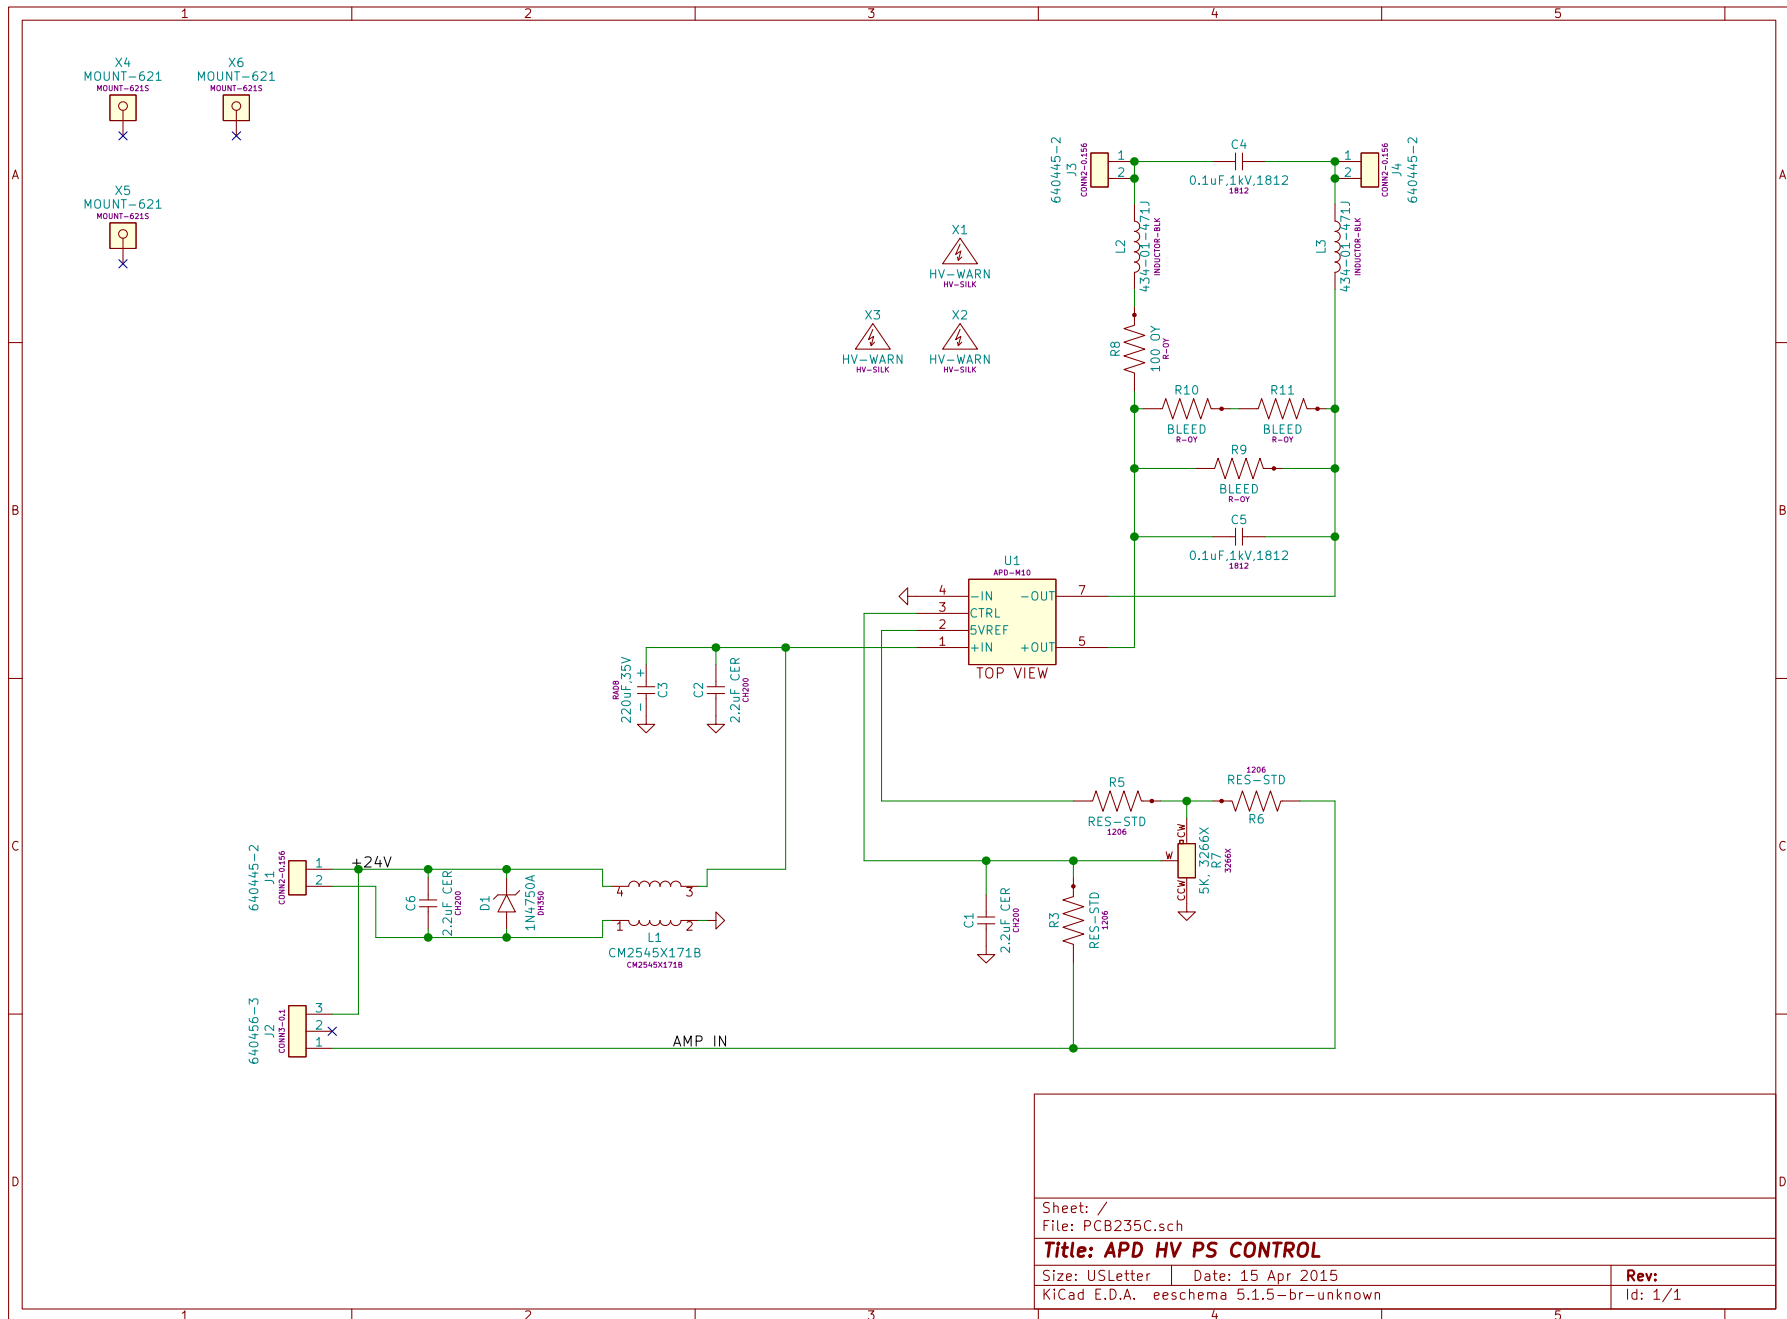 1 2 3 4 5
A A
B B
C C
D D
X4
MOUNT-621
MOUNT-621S
X6
MOUNT-621
MOUNT-621S
X5
MOUNT-621
MOUNT-621S
640445-2
J3
CONN2-0.156
1
2
C4
0.1uF,1kV,1812
1812
1
2
CONN2-0.156
J4
640445-2
L2
434-01-471J
INDUCTOR-BLK
L3
434-01-471J
INDUCTOR-BLK
X1
HV-WARN
HV-SILK
X3
HV-WARN
HV-SILK
X2
HV-WARN
HV-SILK
R8
100 OY
R-OY
R10
BLEED
R-OY
R11
BLEED
R-OY
R9
BLEED
R-OY
C5
0.1uF,1kV,1812
1812
U1
APD-M10
4 -IN -OUT 7
3 CTRL
2 5VREF
1 +IN +OUT 5
TOP VIEW
RAD8
220uF,35V
+
-
C3
C2
2.2uF CER
CH200
R5
RES-STD
1206
1206
RES-STD
R6
CW
W
CCW
5K, 3266X
R7
3266X
640445-2
J1
CONN2-0.156
1
2
+24V
C6
2.2uF CER
CH200
D1
1N4750A
DH350
4 3
1 2
L1
CM2545X171B
CM2545X171B
C1
2.2uF CER
CH200
R3
RES-STD
1206
640456-3
J2
CONN3-0.1
3
2
1
AMP IN
Sheet: /
File: PCB235C.sch
Title: APD HV PS CONTROL
Size: USLetter Date: 15 Apr 2015 Rev:
KiCad E.D.A. eeschema 5.1.5-br-unknown Id: 1/1
1 2 3 4 5